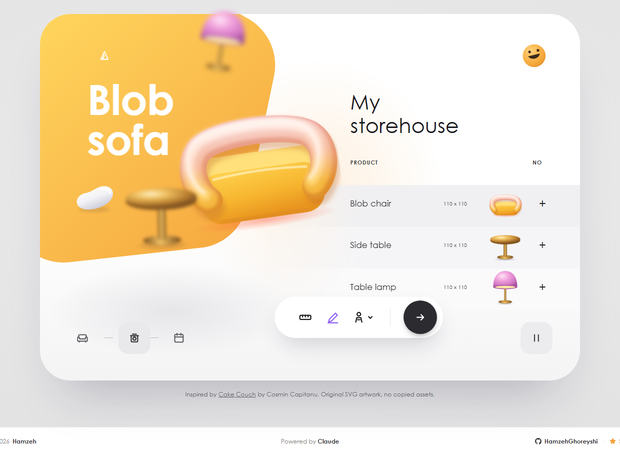 Blob
sofa
My
storehouse
PRODUCT NO
Blob chair 110 x 110 +
Side table 110 x 110 +
Table lamp 110 x 110 +
Inspired by Cake Couch by Cosmin Capitanu. Original SVG artwork, no copied assets.
026 Hamzeh
Powered by Claude
HamzehGhoreyshi